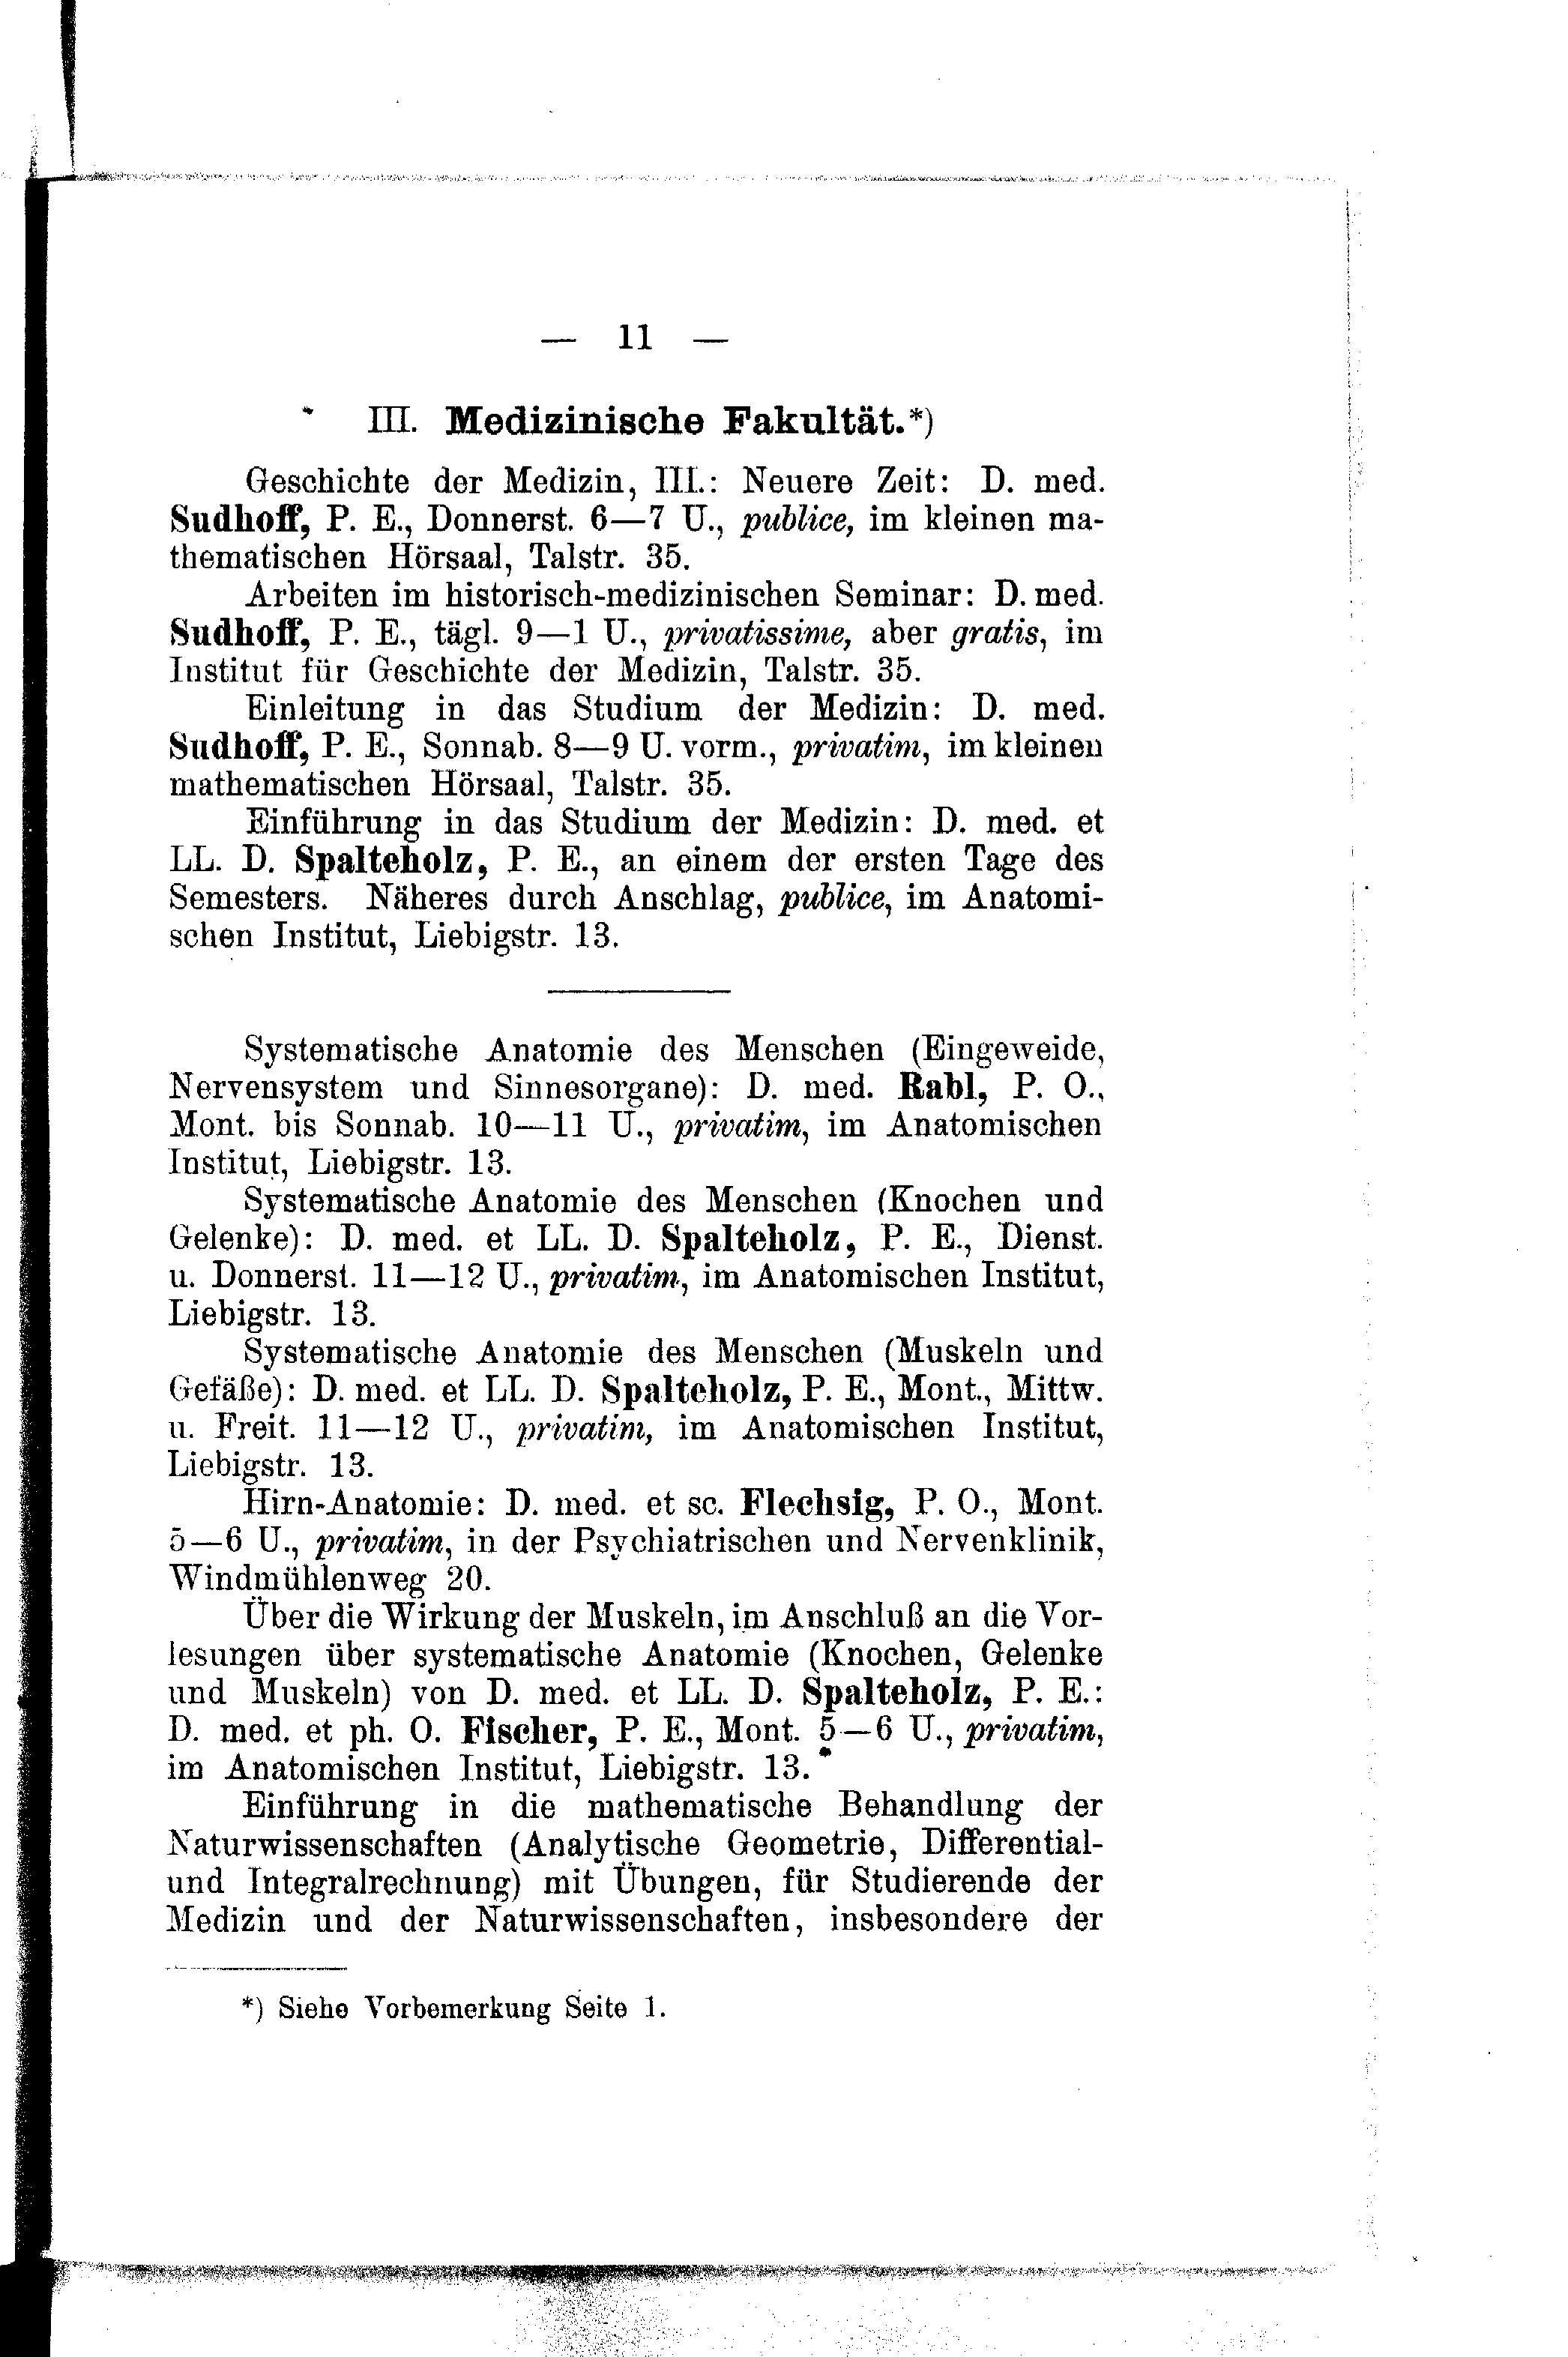 — 11 —
III. Medizinische Fakultät.*)
Geschichte der Medizin, III.: Neuere Zeit: D. med.
Sudhoff, P. E., Donnerst. 6—7 U., publice, im kleinen ma-
thematischen Hörsaal, Talstr. 35.
Arbeiten im historisch-medizinischen Seminar: D. med.
Sudhoff, P. E., tägl. 9—1 U., privatissime, aber gratis, im
Institut für Geschichte der Medizin, Talstr. 35.
Einleitung in das Studium der Medizin: D. med.
Sudhoff, P. E., Sonnab. 8—9 U. vorm., privatim, im kleinen
mathematischen Hörsaal, Talstr. 35.
Einführung in das Studium der Medizin: D. med. et
LL. D. Spalteholz, P. E., an einem der ersten Tage des
Semesters. Näheres durch Anschlag, publice, im Anatomi-
schen Institut, Liebigstr. 13.
Systematische Anatomie des Menschen (Eingeweide,
Nervensystem und Sinnesorgane): D. med. Rabl, P. O.,
Mont. bis Sonnab. 10—11 U., privatim, im Anatomischen
Institut, Liebigstr. 13.
Systematische Anatomie des Menschen (Knochen und
Gelenke): D. med. et LL. D. Spalteholz, P. E., Dienst.
u. Donnerst. 11—12 U., privatim, im Anatomischen Institut,
Liebigstr. 13.
Systematische Anatomie des Menschen (Muskeln und
Gefäße): D. med. et LL. D. Spalteholz, P. E., Mont., Mittw.
u. Freit. 11—12 U., privatim, im Anatomischen Institut,
Liebigstr. 13.
Hirn-Anatomie: D. med. et sc. Flechsig, P. O., Mont.
5—6 U., privatim, in der Psychiatrischen und Nervenklinik,
Windmühlenweg 20.
Über die Wirkung der Muskeln, im Anschluß an die Vor-
lesungen über systematische Anatomie (Knochen, Gelenke
und Muskeln) von D. med. et LL. D. Spalteholz, P. E.:
D. med. et ph. O. Fischer, P. E., Mont. 5—6 U., privatim,
im Anatomischen Institut, Liebigstr. 13.
Einführung in die mathematische Behandlung der
Naturwissenschaften (Analytische Geometrie, Differential-
und Integralrechnung) mit Übungen, für Studierende der
Medizin und der Naturwissenschaften, insbesondere der
*) Siehe Vorbemerkung Seite 1.